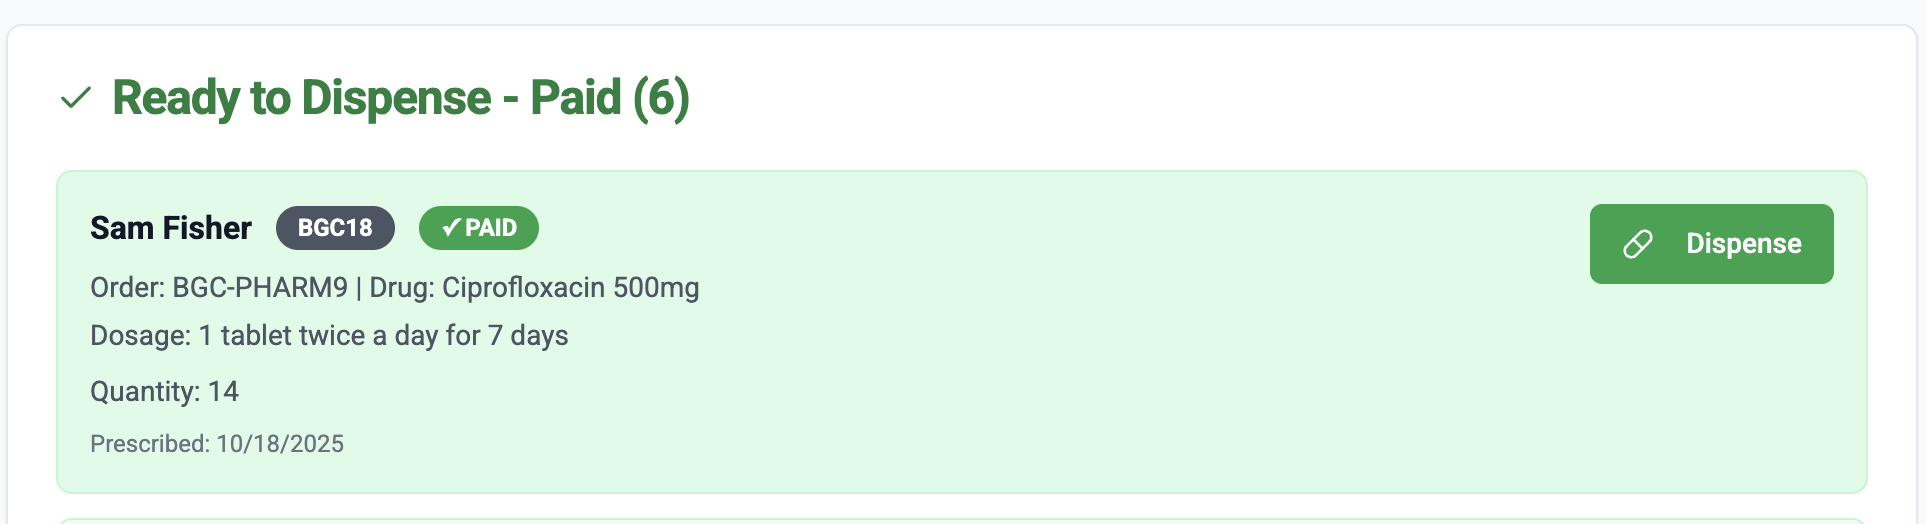 Ready to Dispense - Paid (6)
Sam Fisher BGC18 ✓ PAID
Dispense
Order: BGC-PHARM9 | Drug: Ciprofloxacin 500mg
Dosage: 1 tablet twice a day for 7 days
Quantity: 14
Prescribed: 10/18/2025